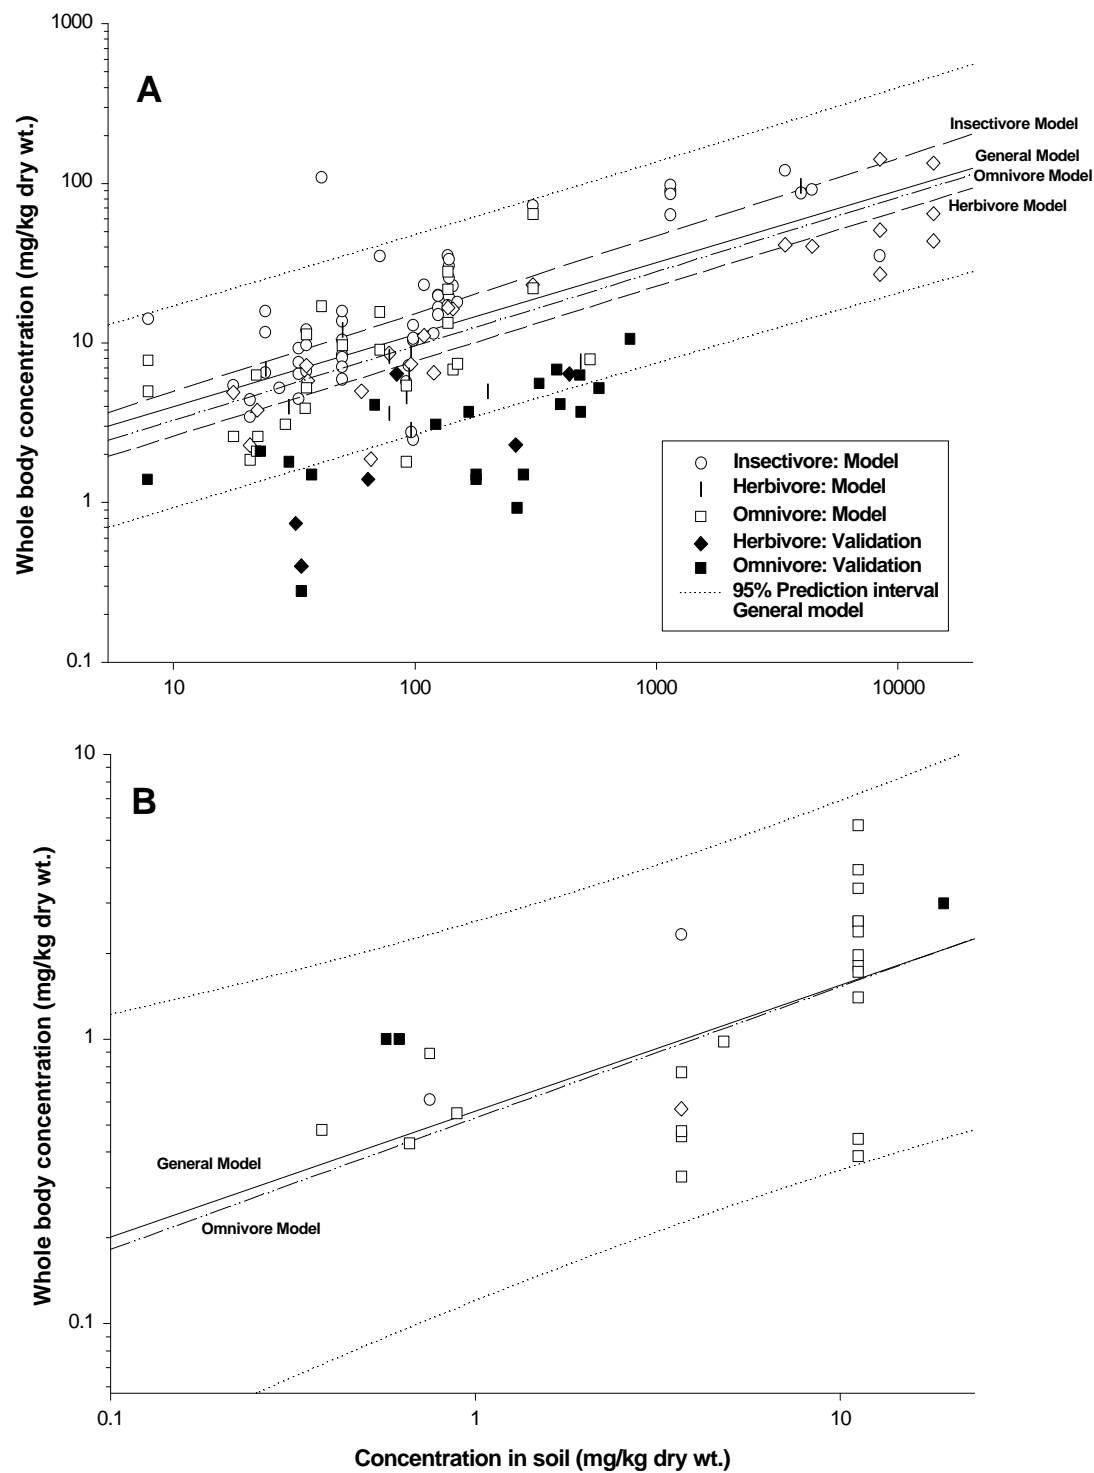 1000
A
Insectivore Model
General Model
Omnivore Model
Herbivore Model
100
10
1
0.1
Whole body concentration (mg/kg dry wt.)
Insectivore: Model
Herbivore: Model
Omnivore: Model
Herbivore: Validation
Omnivore: Validation
95% Prediction interval
General model
10
100
1000
10000
10
B
1
0.1
Whole body concentration (mg/kg dry wt.)
General Model
Omnivore Model
0.1
1
10
Concentration in soil (mg/kg dry wt.)